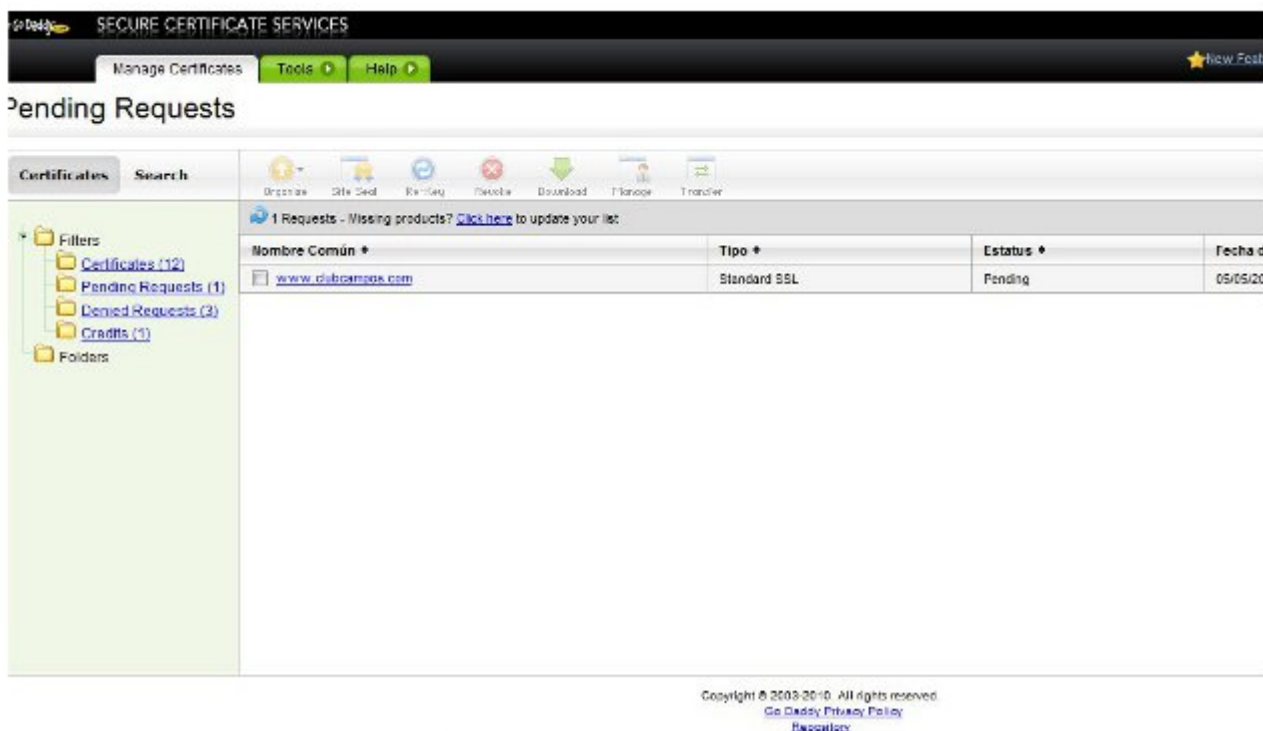 Go Daddy SECURE CERTIFICATE SERVICES
Manage Certificates Tools Help New Feat
Pending Requests
Certificates Search
Organize Site Seal Re-Key Revoke Download Manage Transfer
1 Requests - Missing products? Click here to update your list
Filters
Certificates (12)
Pending Requests (1)
Denied Requests (3)
Credits (1)
Folders
Nombre Común Tipo Estatus Fecha d
www.clubcampos.com Standard SSL Pending 05/05/20
Copyright © 2003-2010. All rights reserved.
Go Daddy Privacy Policy
Repository